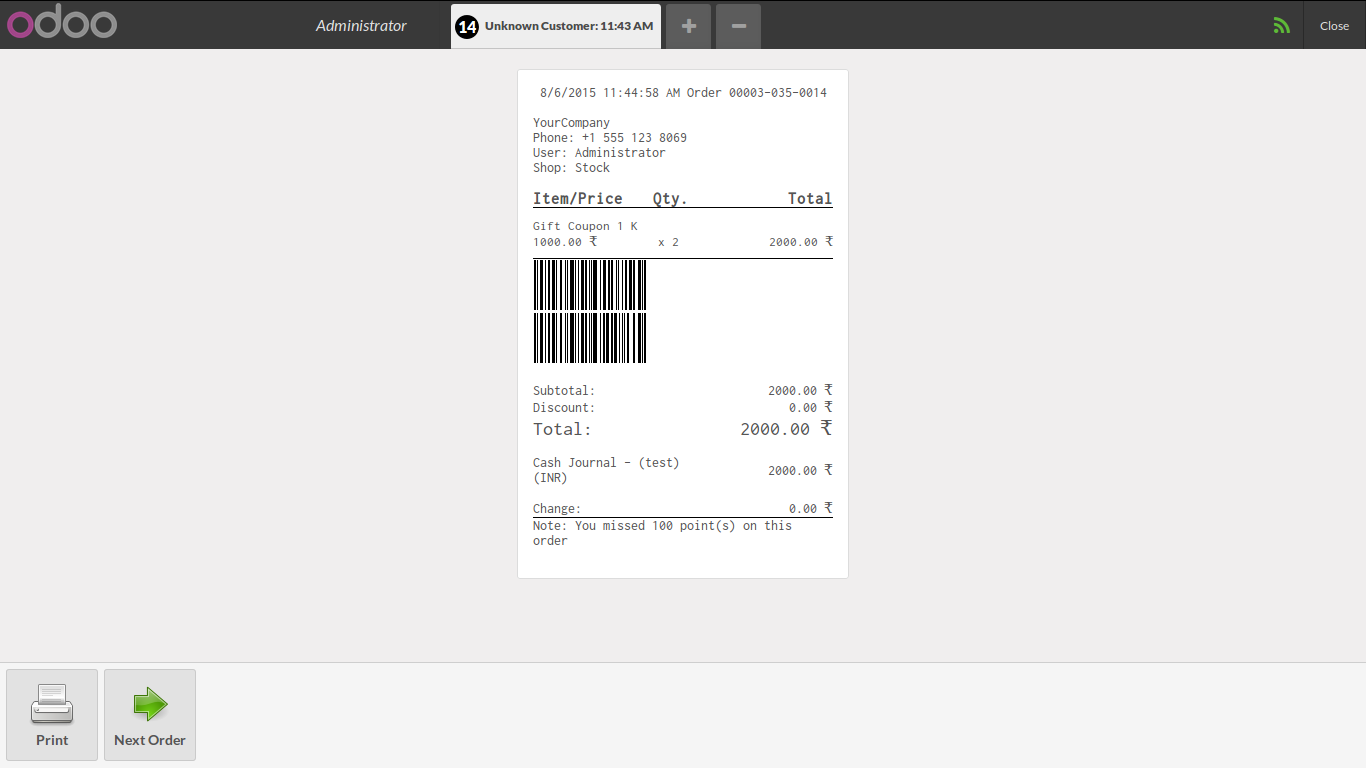 odoo
Administrator
14 Unknown Customer: 11:43 AM + −
Close
8/6/2015 11:44:58 AM Order 00003-035-0014
YourCompany
Phone: +1 555 123 8069
User: Administrator
Shop: Stock
Item/Price Qty. Total
Gift Coupon 1 K
1000.00 ₹ x 2 2000.00 ₹
Subtotal: 2000.00 ₹
Discount: 0.00 ₹
Total: 2000.00 ₹
Cash Journal - (test)
(INR) 2000.00 ₹
Change: 0.00 ₹
Note: You missed 100 point(s) on this
order
Print
Next Order